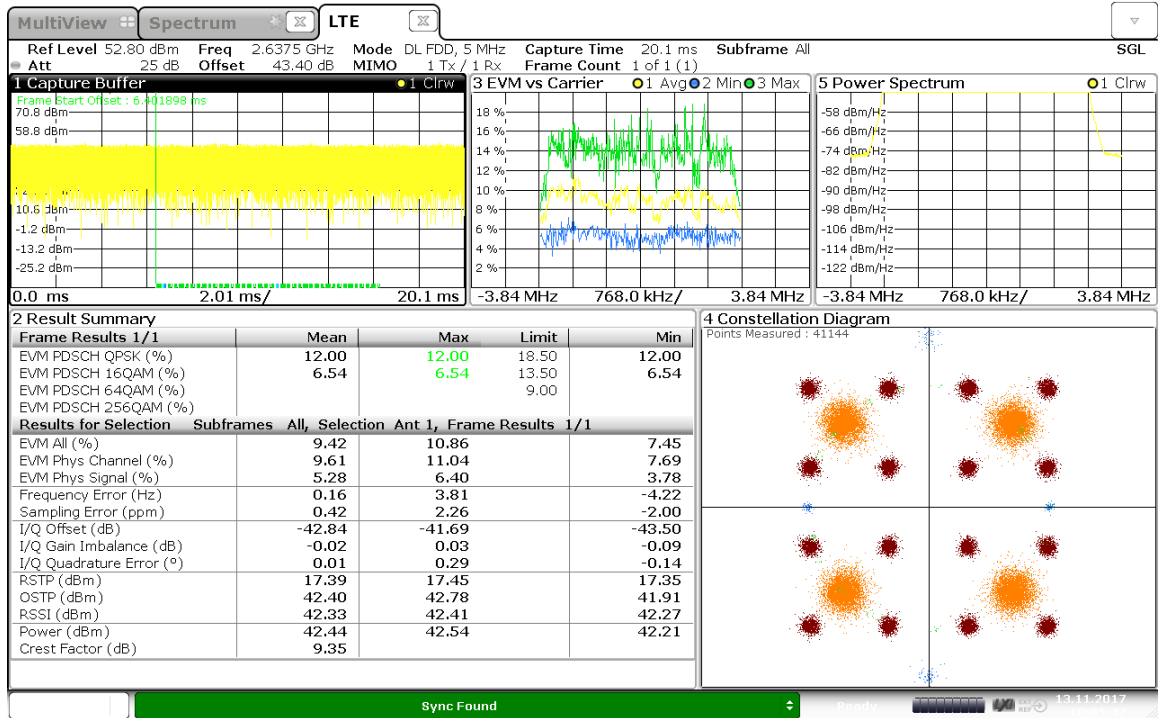 MultiView Spectrum LTE
Ref Level 52.80 dBm Freq 2.6375 GHz Mode DL FDD, 5 MHz Capture Time 20.1 ms Subframe All SGL
Att 25 dB Offset 43.40 dB MIMO 1 Tx / 1 Rx Frame Count 1 of 1 (1)
1 Capture Buffer 1 Clrw
Frame Start Offset : 6.401898 ms
70.8 dBm
58.8 dBm
10.6 dBm
-1.2 dBm
-13.2 dBm
-25.2 dBm
0.0 ms 2.01 ms/ 20.1 ms
3 EVM vs Carrier 1 Avg 2 Min 3 Max
18 %
16 %
14 %
12 %
10 %
8 %
6 %
4 %
2 %
-3.84 MHz 768.0 kHz/ 3.84 MHz
5 Power Spectrum 1 Clrw
-58 dBm/Hz
-66 dBm/Hz
-74 dBm/Hz
-82 dBm/Hz
-90 dBm/Hz
-98 dBm/Hz
-106 dBm/Hz
-114 dBm/Hz
-122 dBm/Hz
-3.84 MHz 768.0 kHz/ 3.84 MHz
2 Result Summary
Frame Results 1/1 Mean Max Limit Min
EVM PDSCH QPSK (%) 12.00 12.00 18.50 12.00
EVM PDSCH 16QAM (%) 6.54 6.54 13.50 6.54
EVM PDSCH 64QAM (%) 9.00
EVM PDSCH 256QAM (%)
Results for Selection Subframes All, Selection Ant 1, Frame Results 1/1
EVM All (%) 9.42 10.86 7.45
EVM Phys Channel (%) 9.61 11.04 7.69
EVM Phys Signal (%) 5.28 6.40 3.78
Frequency Error (Hz) 0.16 3.81 -4.22
Sampling Error (ppm) 0.42 2.26 -2.00
I/Q Offset (dB) -42.84 -41.69 -43.50
I/Q Gain Imbalance (dB) -0.02 0.03 -0.09
I/Q Quadrature Error (°) 0.01 0.29 -0.14
RSTP (dBm) 17.39 17.45 17.35
OSTP (dBm) 42.40 42.78 41.91
RSSI (dBm) 42.33 42.41 42.27
Power (dBm) 42.44 42.54 42.21
Crest Factor (dB) 9.35
4 Constellation Diagram
Points Measured : 41144
Sync Found
Ready
LXI
13.11.2017